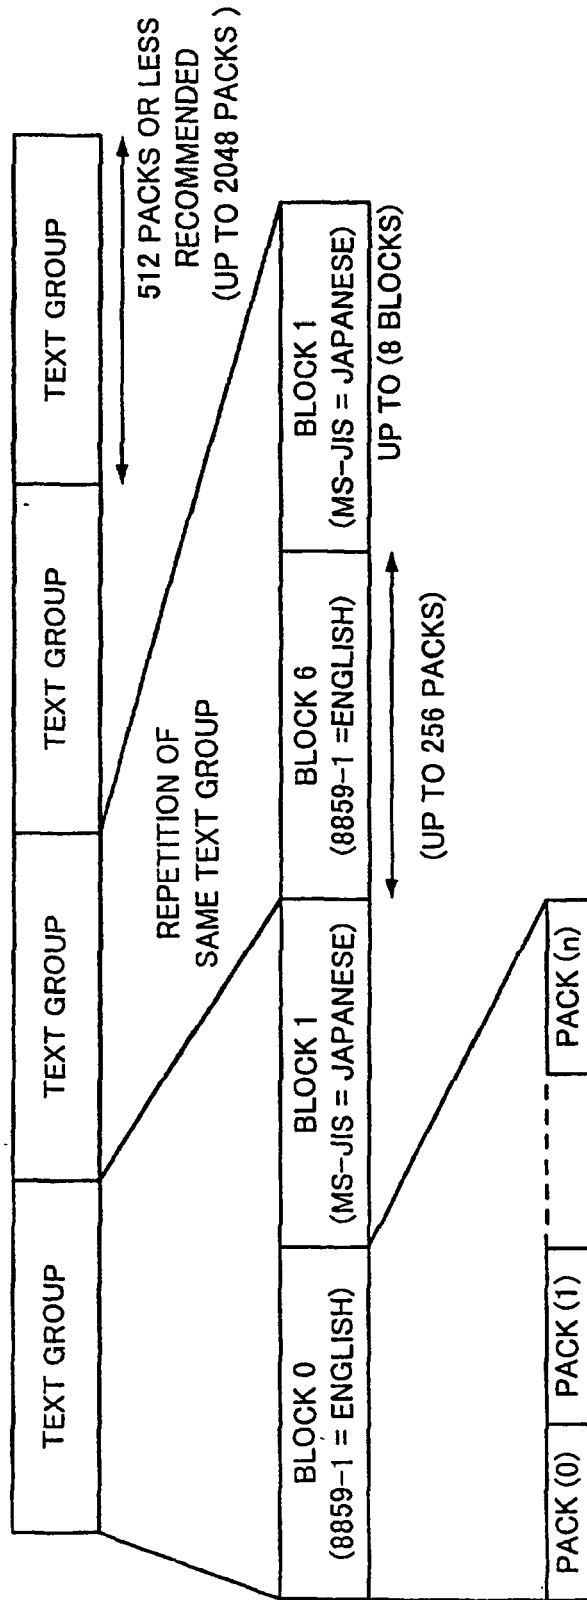 TEXT GROUP
TEXT GROUP
TEXT GROUP
TEXT GROUP
512 PACKS OR LESS
RECOMMENDED
(UP TO 2048 PACKS )
REPETITION OF
SAME TEXT GROUP
BLOCK 0
(8859-1 = ENGLISH)
BLOCK 1
(MS-JIS = JAPANESE)
BLOCK 6
(8859-1 =ENGLISH)
BLOCK 1
(MS-JIS = JAPANESE)
UP TO (8 BLOCKS)
(UP TO 256 PACKS)
PACK (0)
PACK (1)
PACK (n)